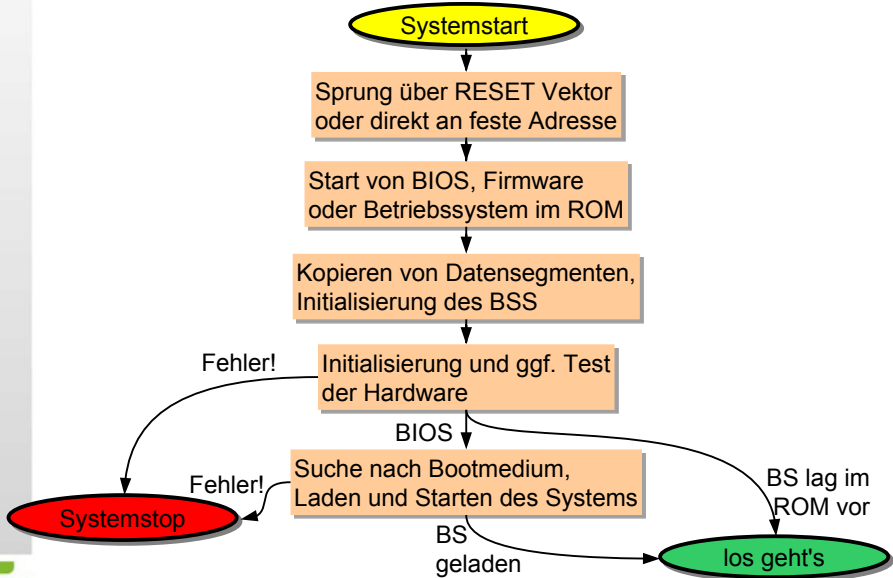 Systemstart
Sprung über RESET Vektor
oder direkt an feste Adresse
Start von BIOS, Firmware
oder Betriebssystem im ROM
Kopieren von Datensegmenten,
Initialisierung des BSS
Fehler!
Initialisierung und ggf. Test
der Hardware
BIOS
Fehler!
Suche nach Bootmedium,
Laden und Starten des Systems
BS lag im
ROM vor
Systemstop
BS
geladen
los geht's